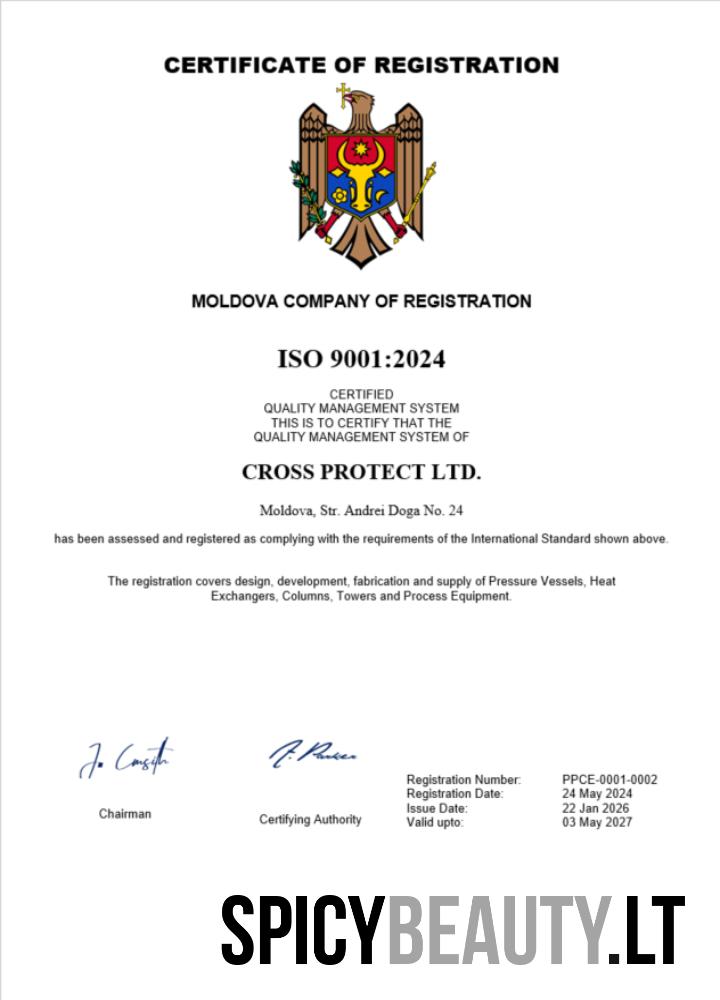 CERTIFICATE OF REGISTRATION
MOLDOVA COMPANY OF REGISTRATION
ISO 9001:2024
CERTIFIED
QUALITY MANAGEMENT SYSTEM
THIS IS TO CERTIFY THAT THE
QUALITY MANAGEMENT SYSTEM OF
CROSS PROTECT LTD.
Moldova, Str. Andrei Doga No. 24
has been assessed and registered as complying with the requirements of the International Standard shown above.
The registration covers design, development, fabrication and supply of Pressure Vessels, Heat
Exchangers, Columns, Towers and Process Equipment.
Chairman
Certifying Authority
Registration Number: PPCE-0001-0002
Registration Date: 24 May 2024
Issue Date: 22 Jan 2026
Valid upto: 03 May 2027
SPICYBEAUTY.LT